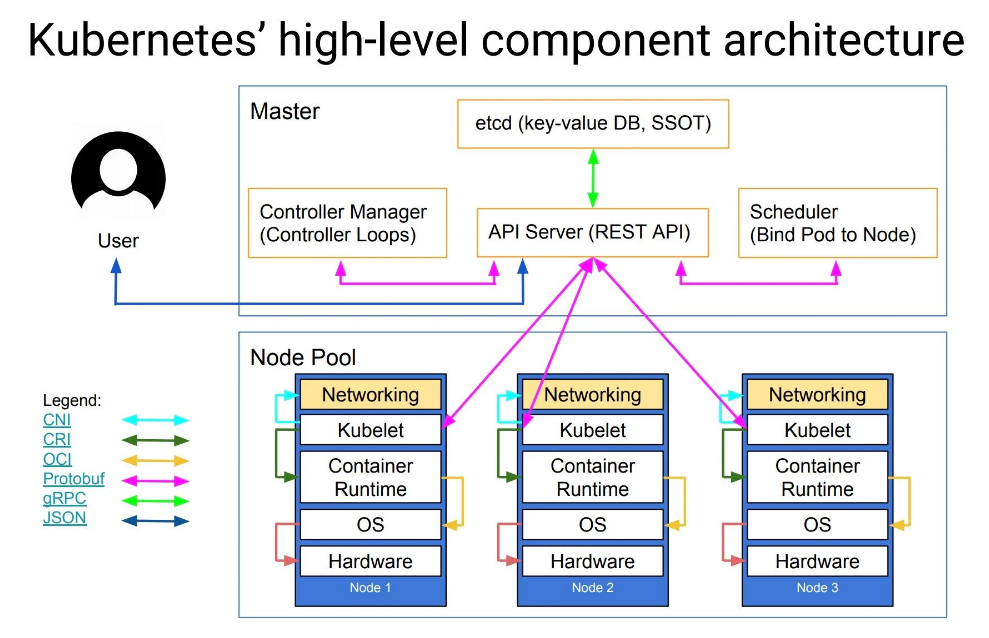 Kubernetes’ high-level component architecture
Master
etcd (key-value DB, SSOT)
Controller Manager
(Controller Loops)
API Server (REST API)
Scheduler
(Bind Pod to Node)
User
Node Pool
Networking
Kubelet
Container
Runtime
OS
Hardware
Node 1
Networking
Kubelet
Container
Runtime
OS
Hardware
Node 2
Networking
Kubelet
Container
Runtime
OS
Hardware
Node 3
Legend:
CNI
CRI
OCI
Protobuf
gRPC
JSON